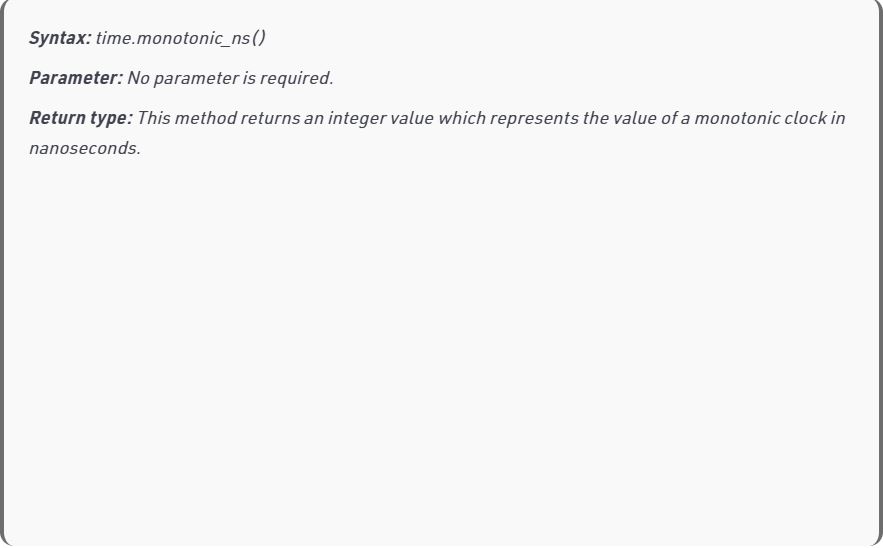 Syntax: time.monotonic_ns()
Parameter: No parameter is required.
Return type: This method returns an integer value which represents the value of a monotonic clock in
nanoseconds.